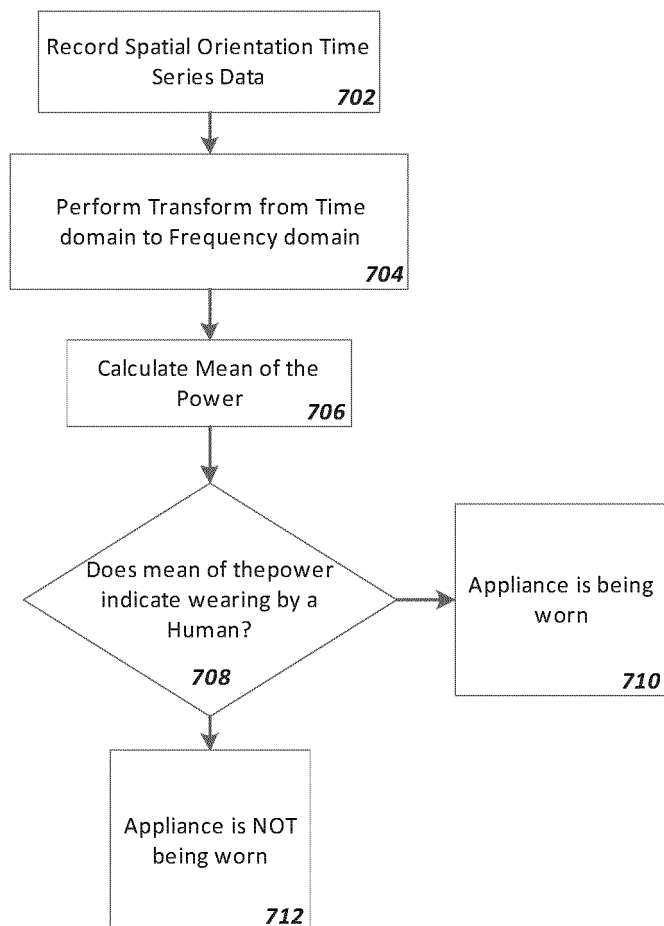 Record Spatial Orientation Time
Series Data
702
Perform Transform from Time
domain to Frequency domain
704
Calculate Mean of the
Power
706
Does mean of thepower
indicate wearing by a
Human?
708
Appliance is being
worn
710
Appliance is NOT
being worn
712